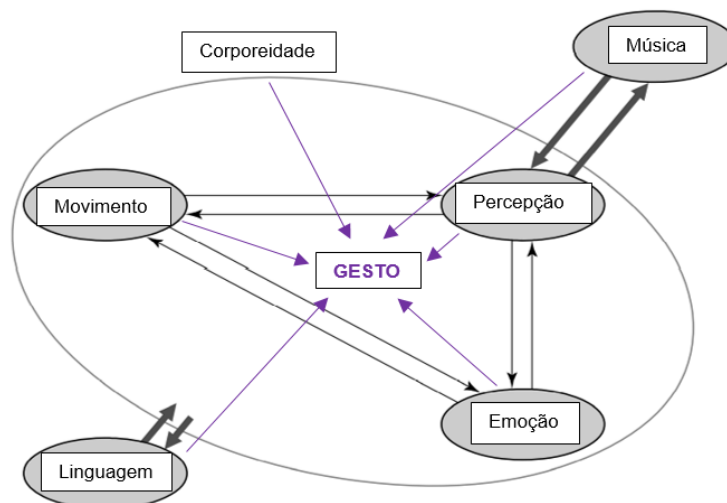 Corporeidade
Música
Movimento
Percepção
GESTO
Emoção
Linguagem